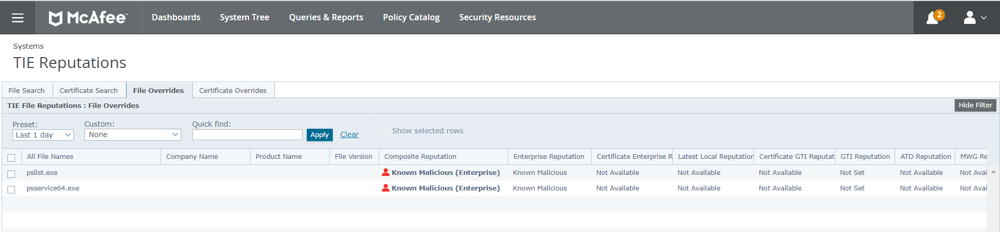 McAfee™ Dashboards System Tree Queries & Reports Policy Catalog Security Resources 2
Systems
TIE Reputations
File Search Certificate Search File Overrides Certificate Overrides
TIE File Reputations : File Overrides Hide Filter
Preset: Custom: Quick find:
Last 1 day None Apply Clear Show selected rows
All File Names Company Name Product Name File Version Composite Reputation Enterprise Reputation Certificate Enterprise R Latest Local Reputation Certificate GTI Reputat GTI Reputation ATD Reputation MWG Re
pslist.exe Known Malicious (Enterprise) Known Malicious Not Available Not Available Not Available Not Set Not Available Not Avai
psservice64.exe Known Malicious (Enterprise) Known Malicious Not Available Not Available Not Available Not Set Not Available Not Avai